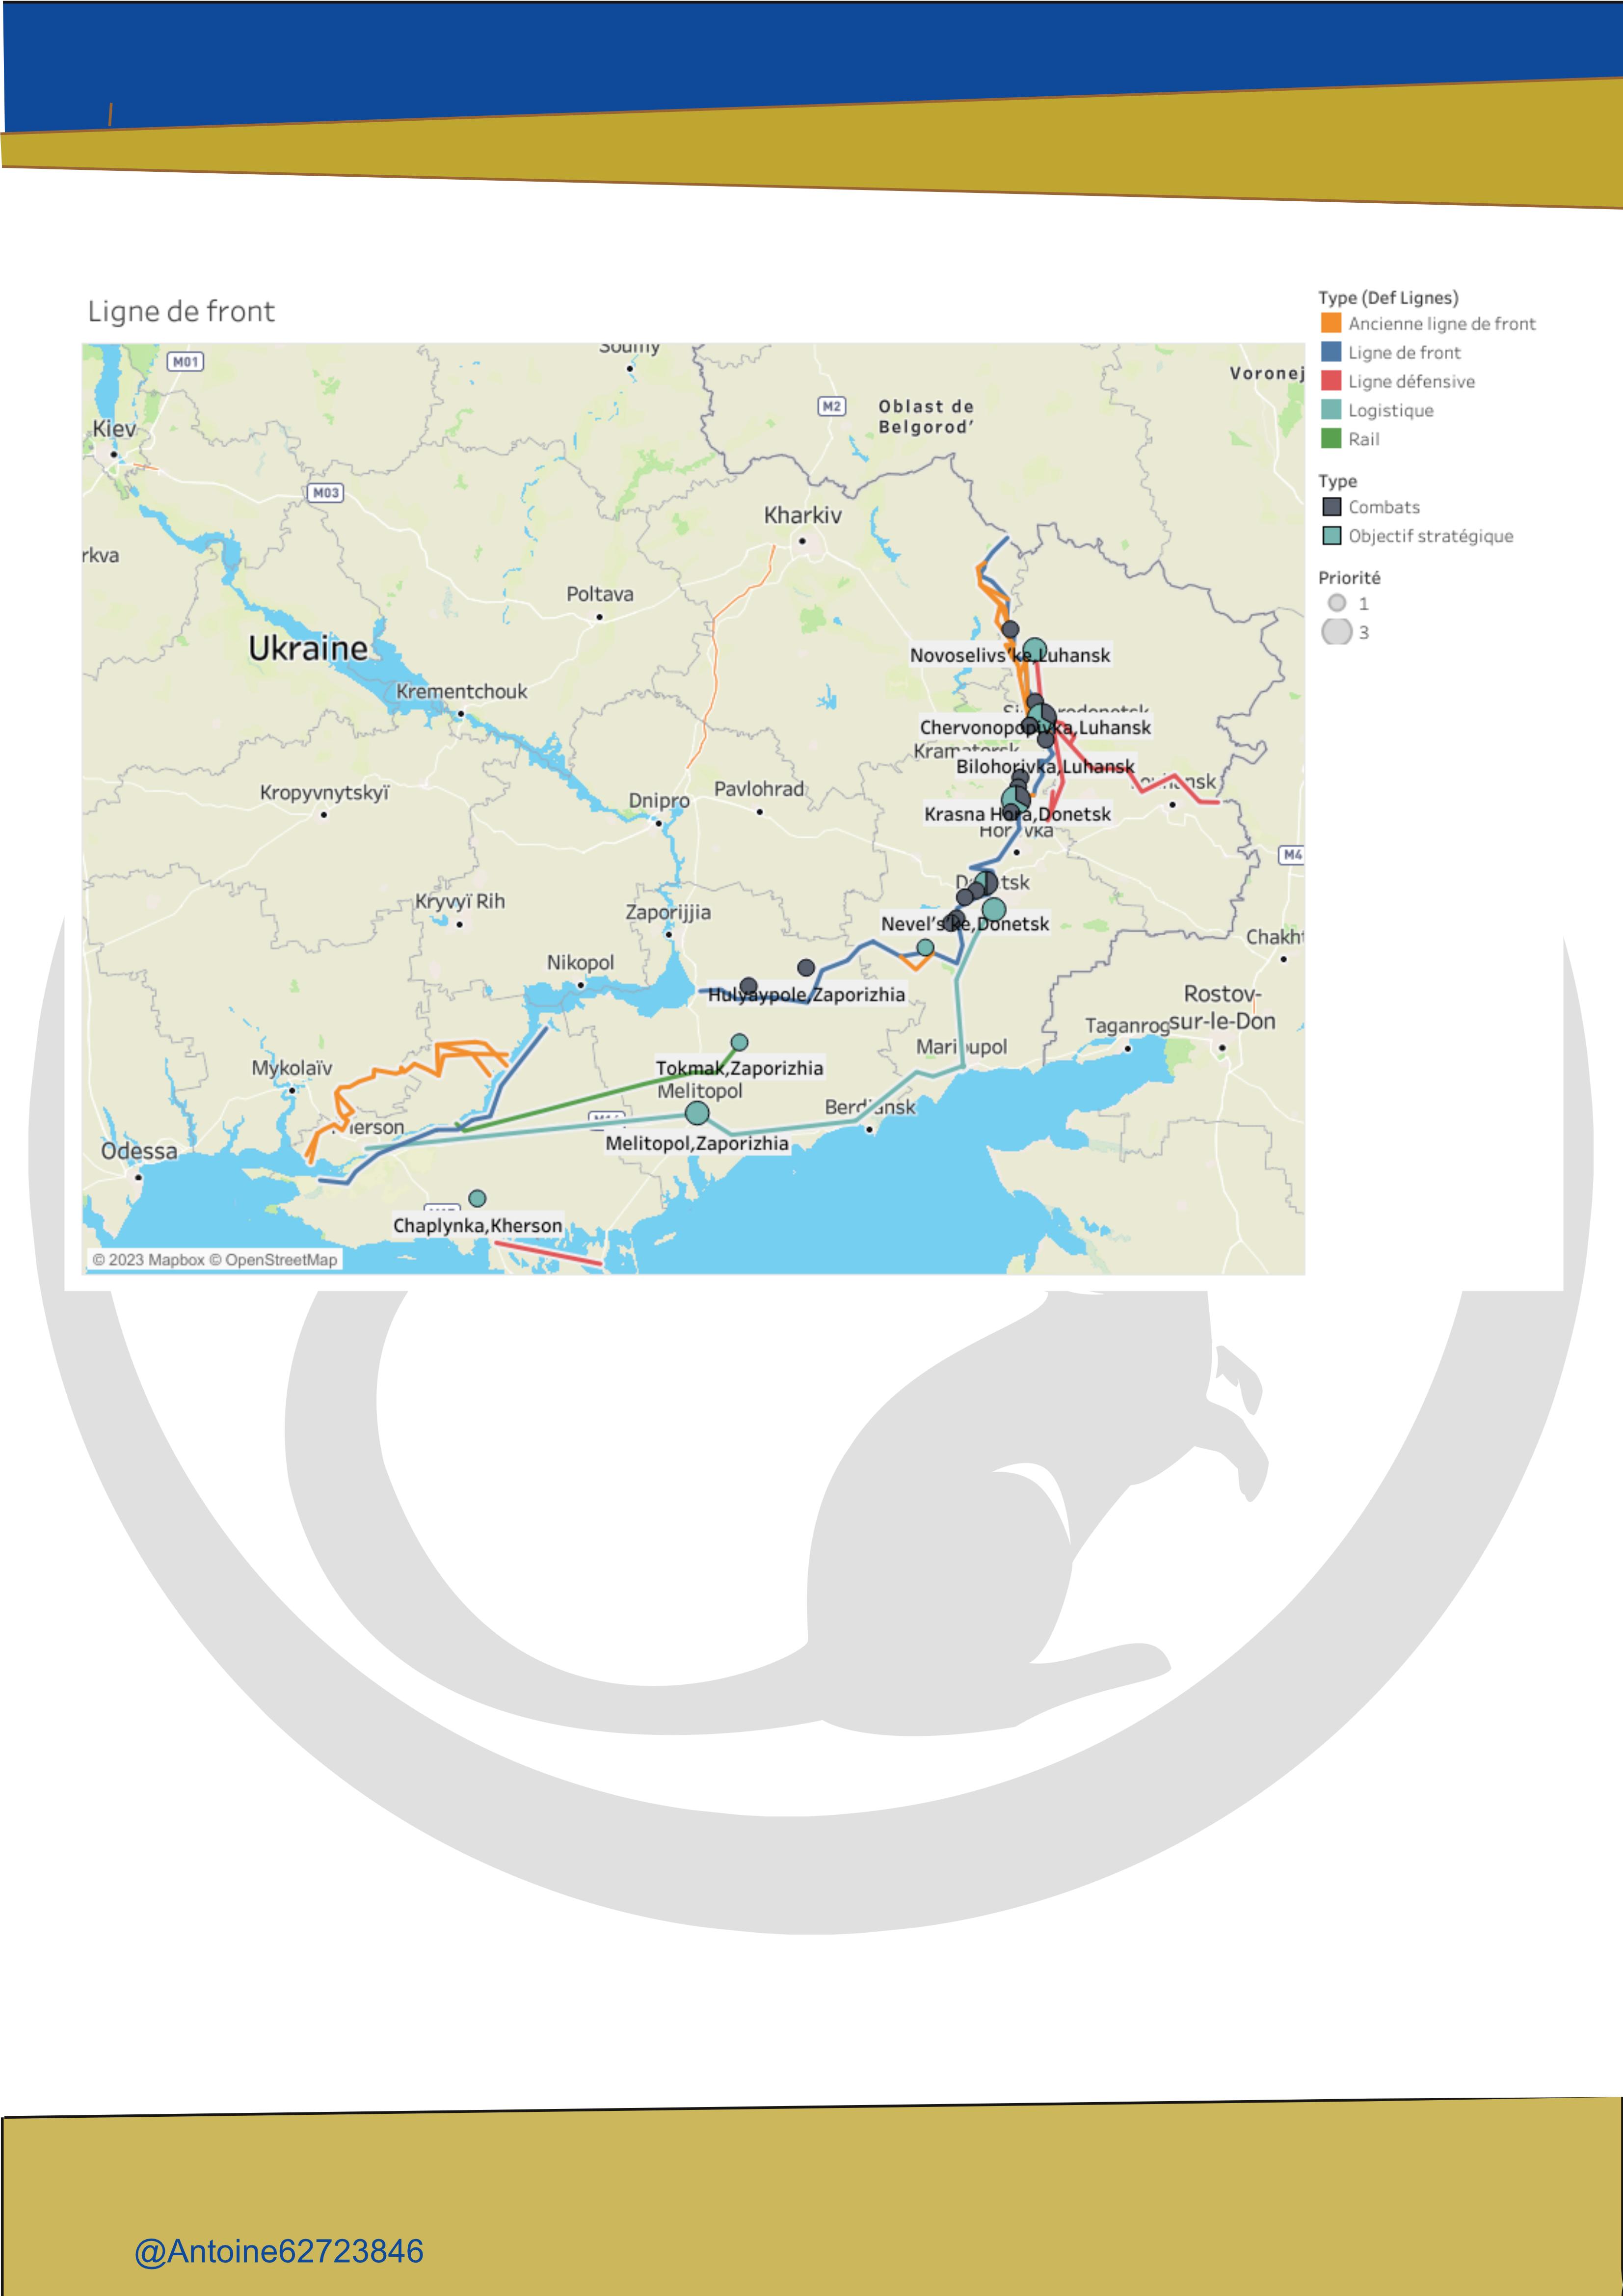 Ligne de front
Type (Def Lignes)
Ancienne ligne de front
Ligne de front
Ligne défensive
Logistique
Rail
Type
Combats
Objectif stratégique
Priorité
1
3
M01
Soumy
Voronej
M2
Oblast de
Belgorod'
Kiev
M03
Kharkiv
rkva
Poltava
Ukraine
Novoselivs'ke,Luhansk
Krementchouk
Chervonopopivka,Luhansk
Kramatorsk
Bilohorivka,Luhansk
Kropyvnytskyï
Pavlohrad
Dnipro
Krasna Hora,Donetsk
M4
Kryvyï Rih
Zaporijjia
Nevel's'ke,Donetsk
Chakht
Nikopol
Hulyaypole,Zaporizhia
Rostov-
sur-le-Don
Taganrog
Marioupol
Mykolaïv
Tokmak,Zaporizhia
Melitopol
Berdiansk
erson
Melitopol,Zaporizhia
Odessa
Chaplynka,Kherson
© 2023 Mapbox © OpenStreetMap
@Antoine62723846